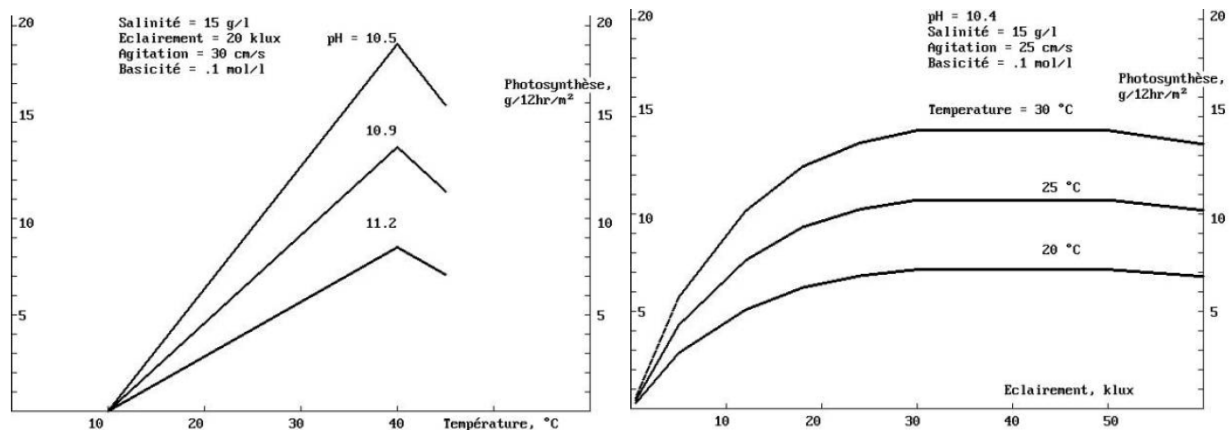 20
Salinité = 15 g/l
Eclairement = 20 klux
Agitation = 30 cm/s
Basicité = .1 mol/l
pH = 10.5
20
Photosynthèse,
g/12hr/m²
15
15
10.9
10
11.2
10
5
5
10
20
30
40
Température, °C
20
pH = 10.4
Salinité = 15 g/l
Agitation = 25 cm/s
Basicité = .1 mol/l
20
Photosynthèse,
g/12hr/m²
15
Temperature = 30 °C
15
25 °C
10
10
20 °C
5
5
Eclairement, klux
10
20
30
40
50